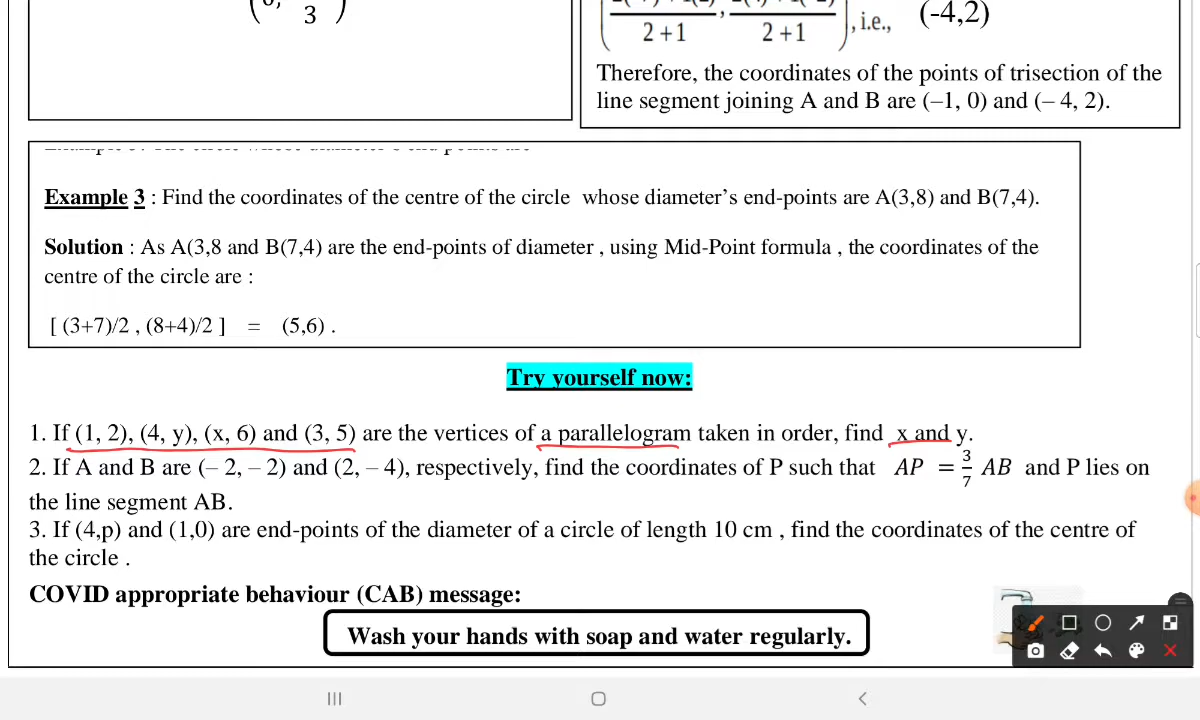 3
2 +1
2 +1
, i.e.,
(-4,2)
Therefore, the coordinates of the points of trisection of the
line segment joining A and B are (–1, 0) and (– 4, 2).
Example 3 : Find the coordinates of the centre of the circle whose diameter’s end-points are A(3,8) and B(7,4).
Solution : As A(3,8 and B(7,4) are the end-points of diameter , using Mid-Point formula , the coordinates of the
centre of the circle are :
[ (3+7)/2 , (8+4)/2 ] = (5,6) .
Try yourself now:
1. If (1, 2), (4, y), (x, 6) and (3, 5) are the vertices of a parallelogram taken in order, find x and y.
2. If A and B are (– 2, – 2) and (2, – 4), respectively, find the coordinates of P such that AP = 3/7 AB and P lies on
the line segment AB.
3. If (4,p) and (1,0) are end-points of the diameter of a circle of length 10 cm , find the coordinates of the centre of
the circle .
COVID appropriate behaviour (CAB) message:
Wash your hands with soap and water regularly.